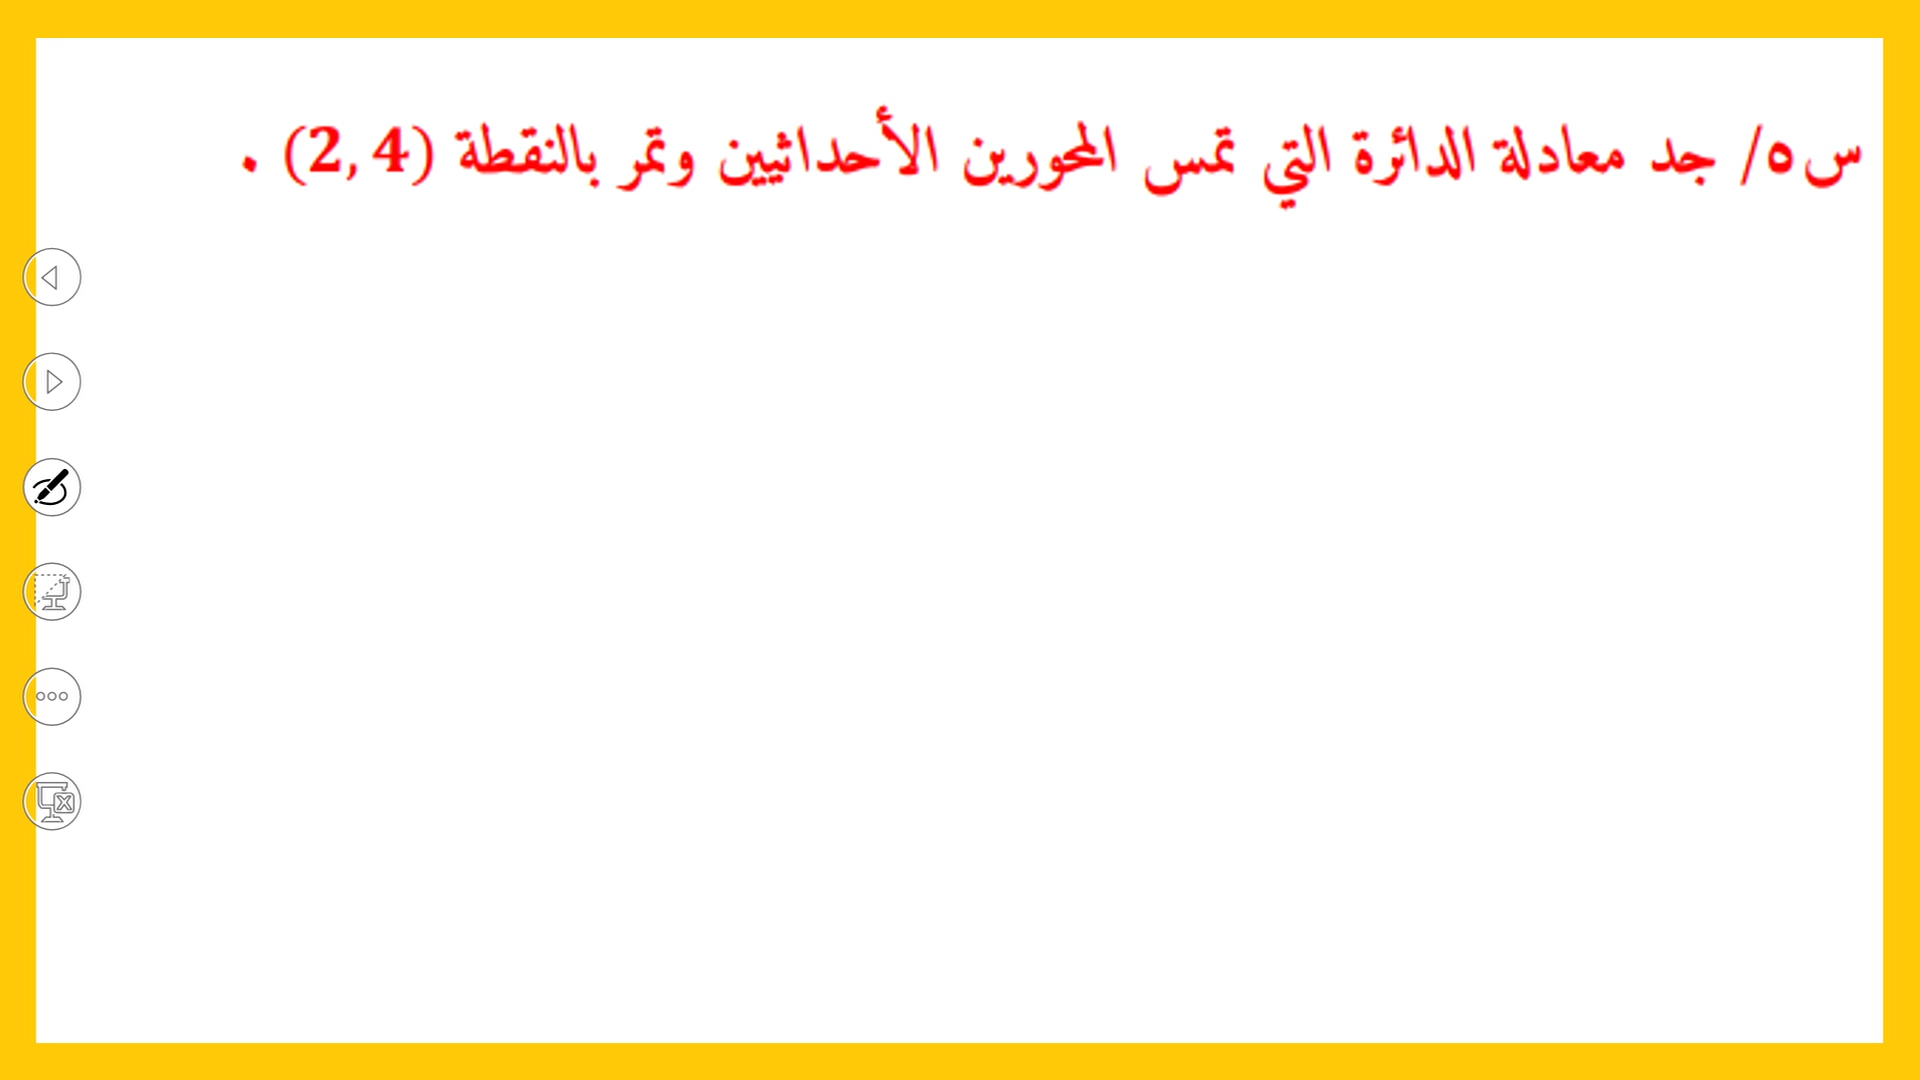 س٥/ جد معادلة الدائرة التي تمس المحورين الأحداثيين وتمر بالنقطة (2, 4) .